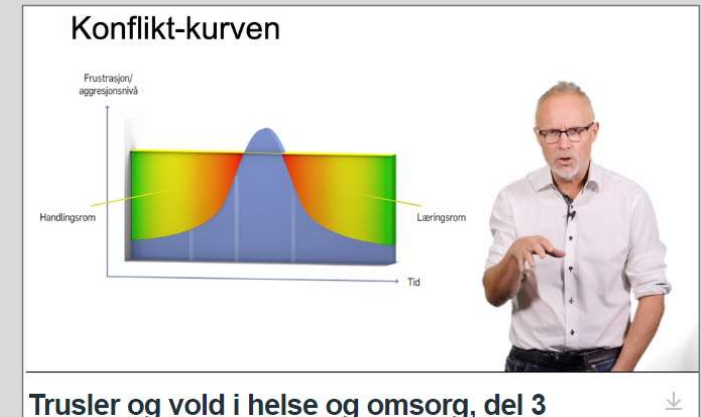 Konflikt-kurven
Frustrasjon/
aggresjonsnivå
Handlingsrom
Læringsrom
Tid
Trusler og vold i helse og omsorg, del 3